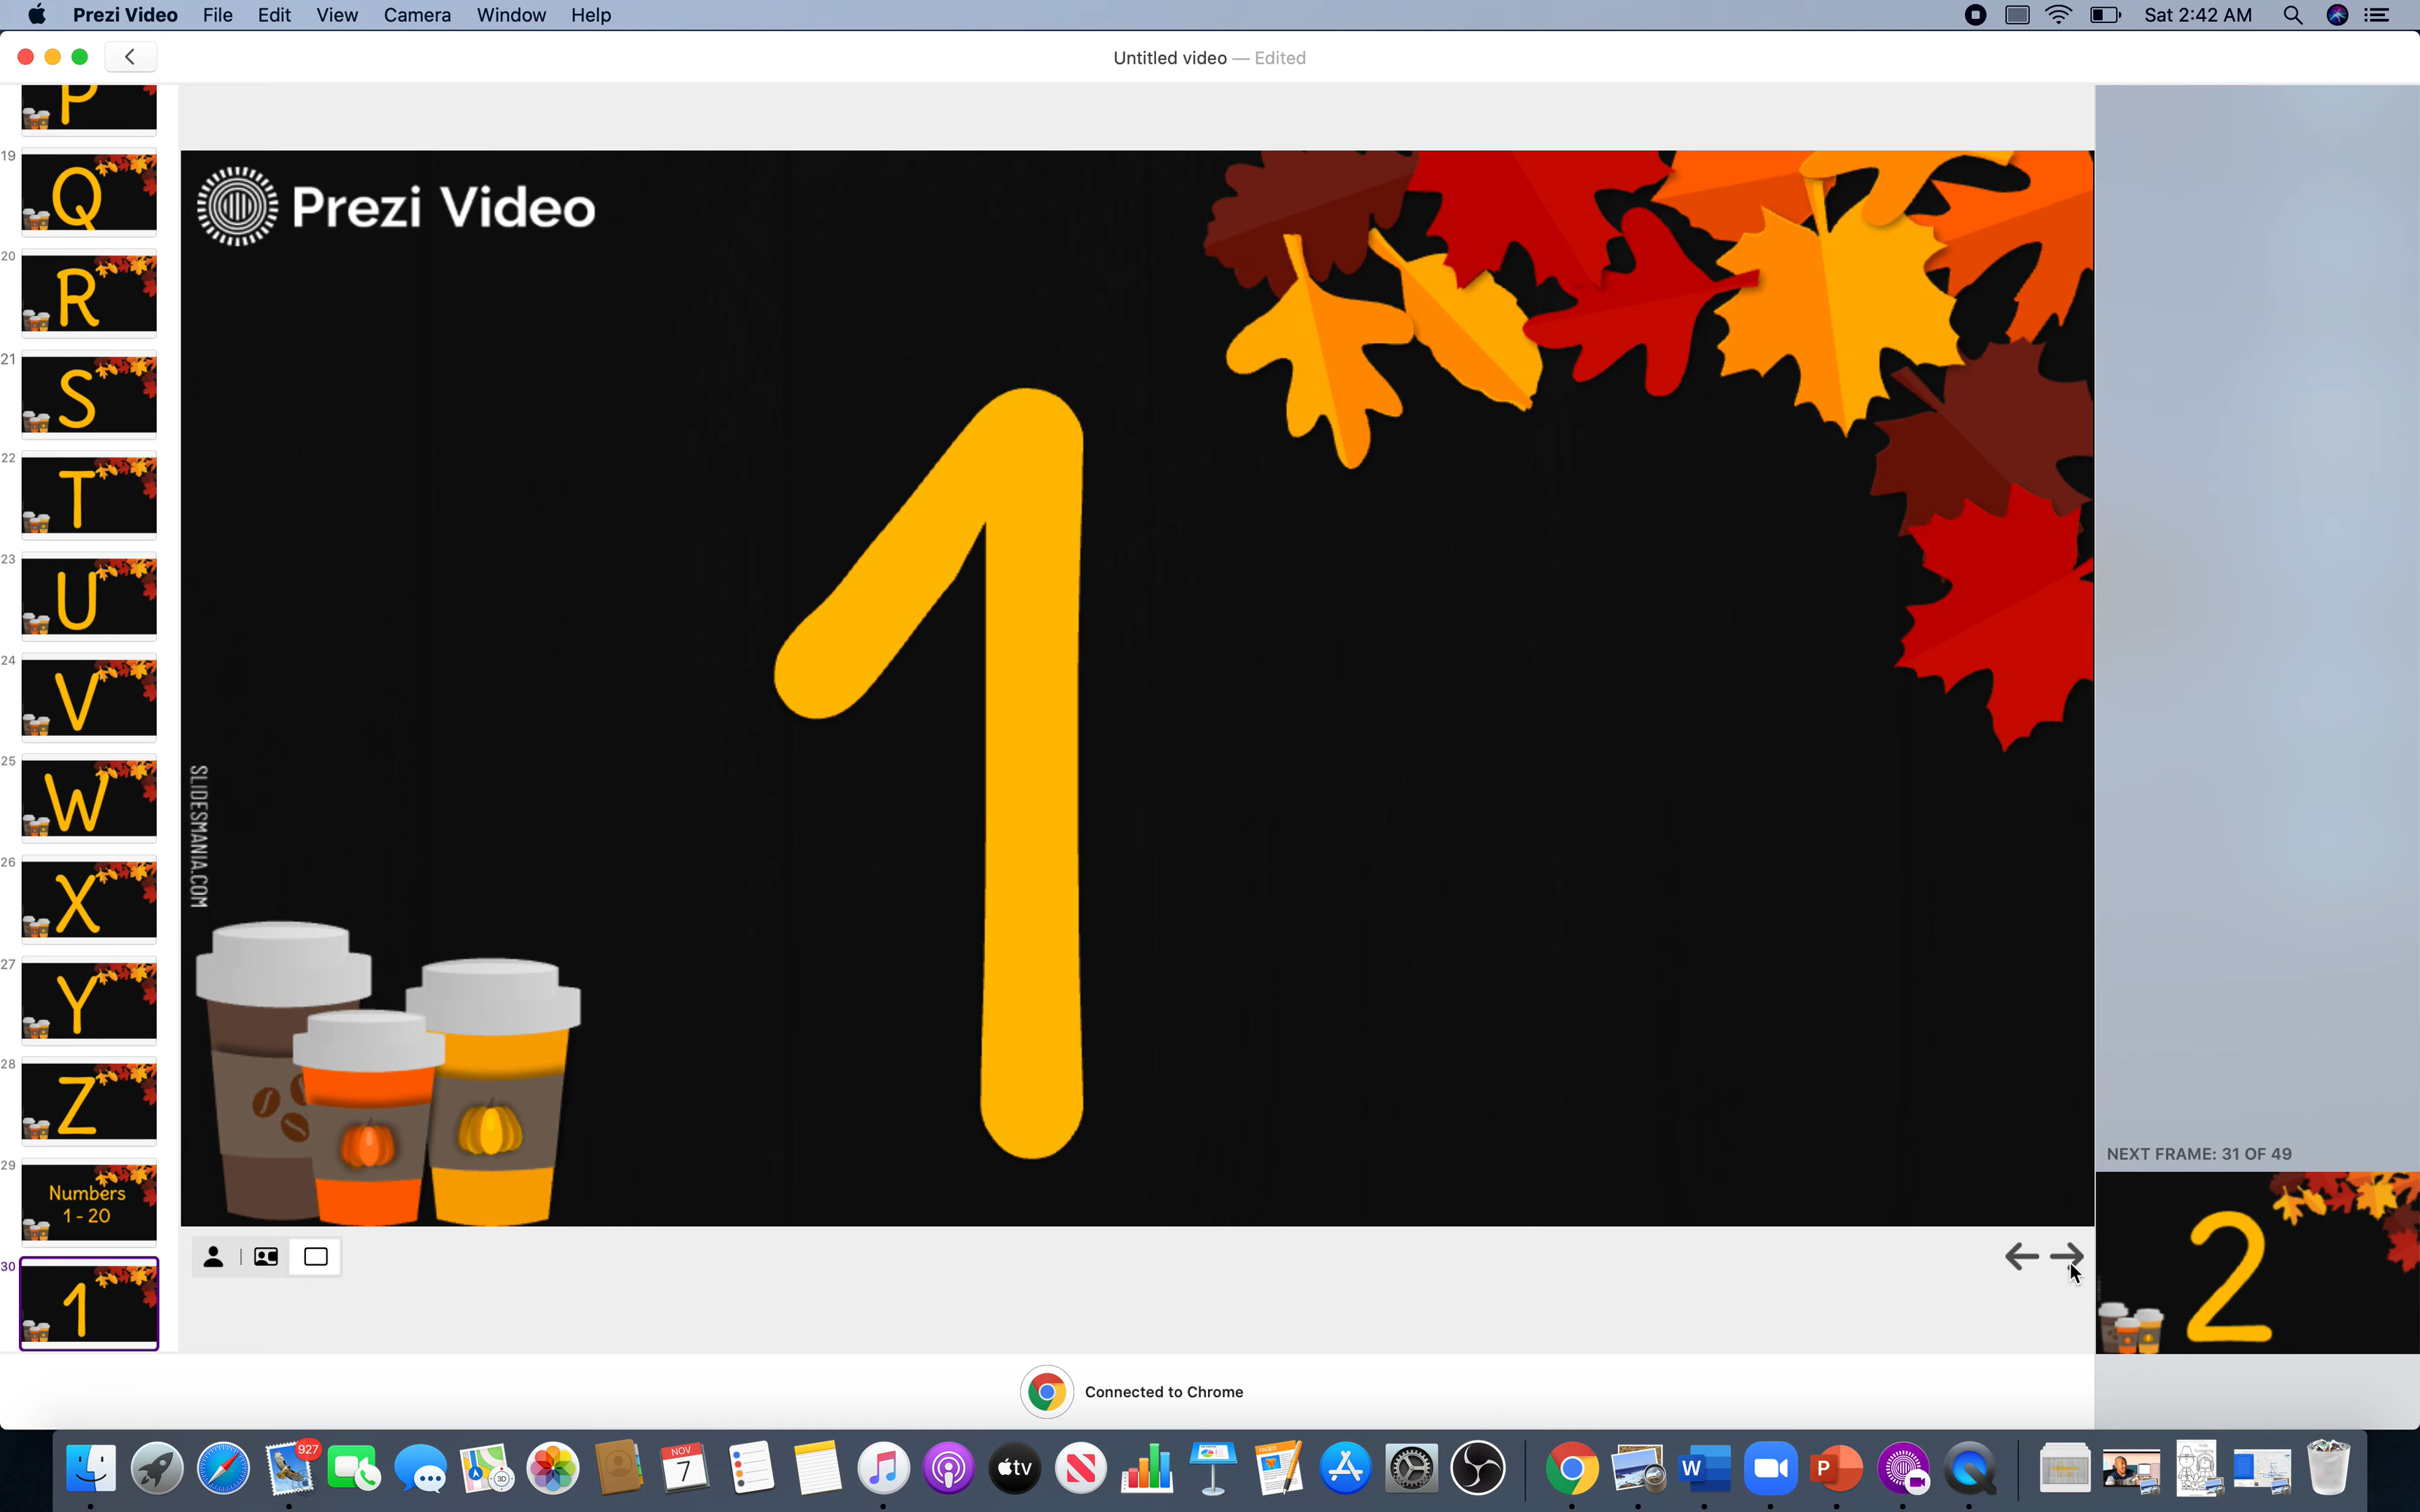 Prezi Video File Edit View Camera Window Help Sat 2:42 AM
Untitled video — Edited
P
19 Q
20 R
21 S
22 T
23 U
24 V
25 W
26 X
27 Y
28 Z
29 Numbers
1 - 20
30 1
Prezi Video
1
SLIDESMANIA.COM
NEXT FRAME: 31 OF 49
2
Connected to Chrome
927
3D
NOV
7
tv
PAGES
W
P